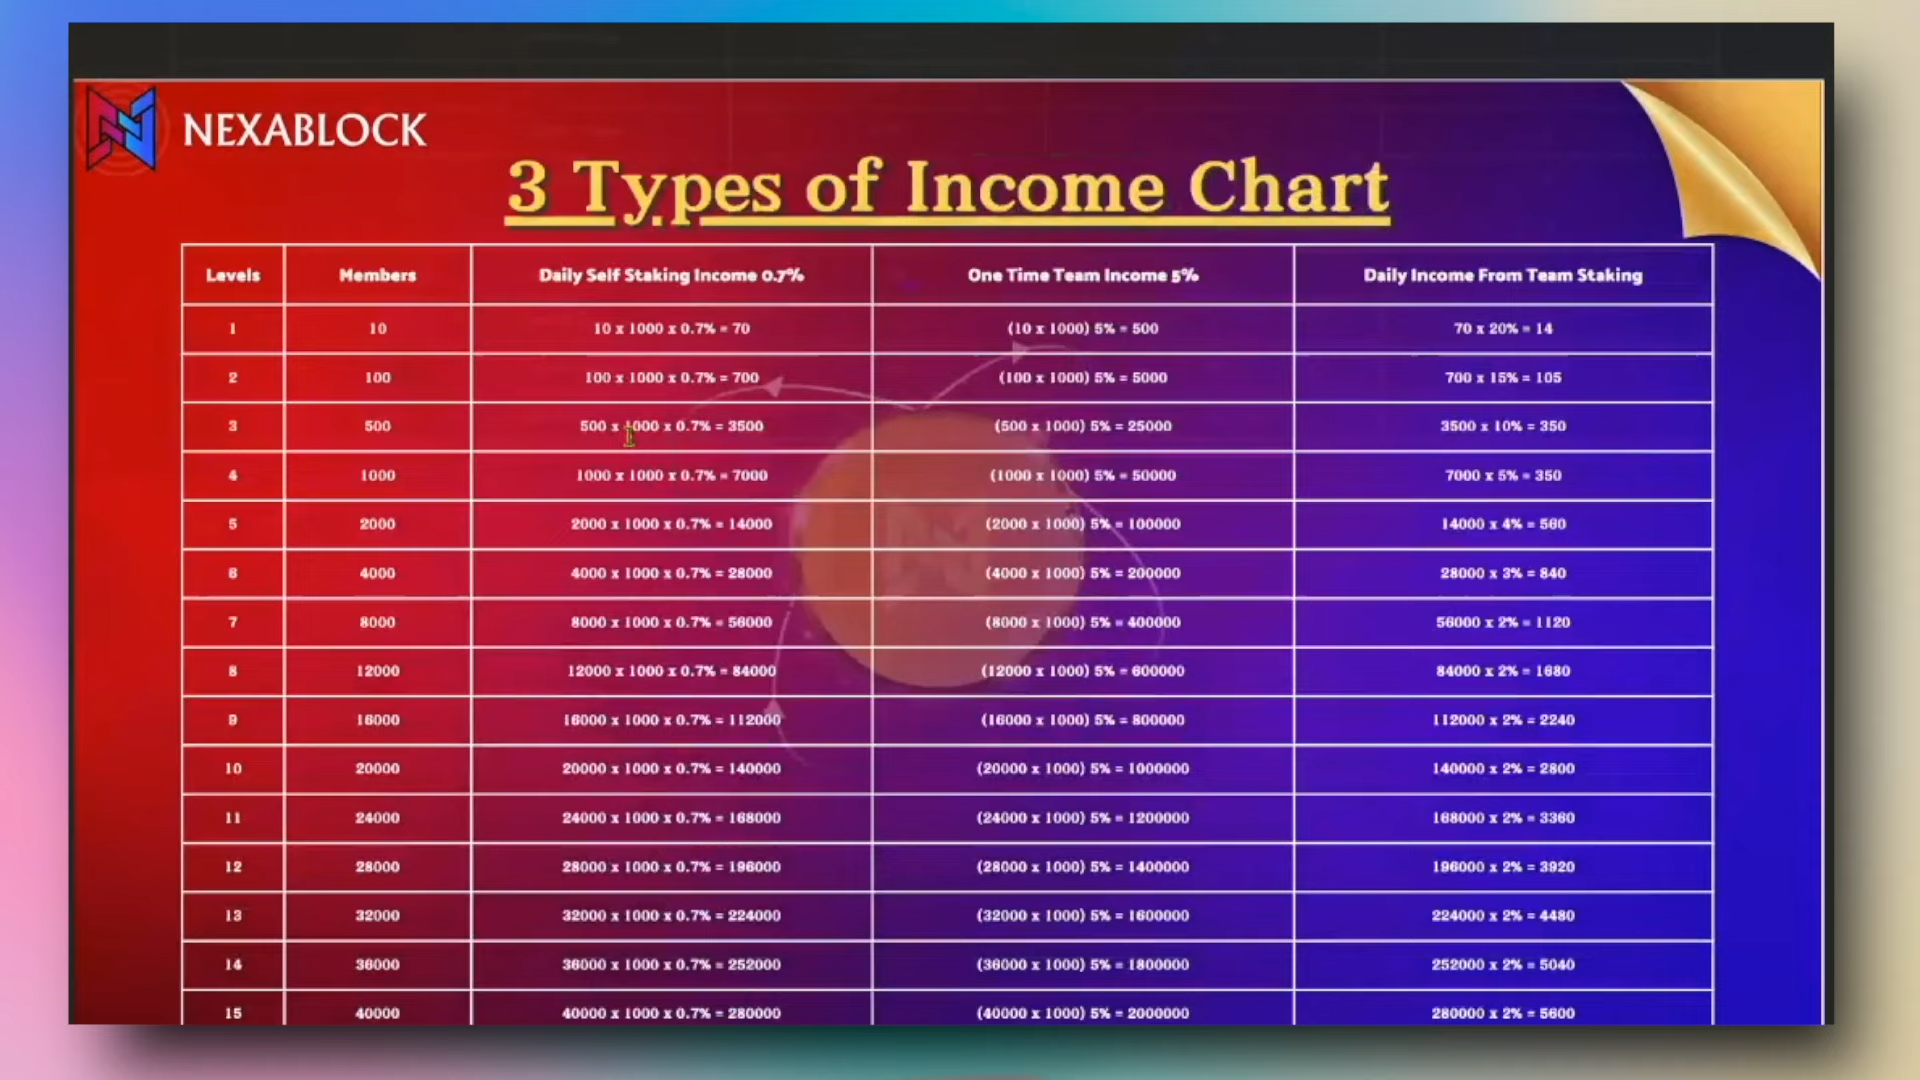 NEXABLOCK
3 Types of Income Chart
Levels Members Daily Self Staking Income 0.7% One Time Team Income 5% Daily Income From Team Staking
1 10 10 x 1000 x 0.7% = 70 (10 x 1000) 5% = 500 70 x 20% = 14
2 100 100 x 1000 x 0.7% = 700 (100 x 1000) 5% = 5000 700 x 15% = 105
3 500 500 x 1000 x 0.7% = 3500 (500 x 1000) 5% = 25000 3500 x 10% = 350
4 1000 1000 x 1000 x 0.7% = 7000 (1000 x 1000) 5% = 50000 7000 x 5% = 350
5 2000 2000 x 1000 x 0.7% = 14000 (2000 x 1000) 5% = 100000 14000 x 4% = 560
6 4000 4000 x 1000 x 0.7% = 28000 (4000 x 1000) 5% = 200000 28000 x 3% = 840
7 8000 8000 x 1000 x 0.7% = 56000 (8000 x 1000) 5% = 400000 56000 x 2% = 1120
8 12000 12000 x 1000 x 0.7% = 84000 (12000 x 1000) 5% = 600000 84000 x 2% = 1680
9 16000 16000 x 1000 x 0.7% = 112000 (16000 x 1000) 5% = 800000 112000 x 2% = 2240
10 20000 20000 x 1000 x 0.7% = 140000 (20000 x 1000) 5% = 1000000 140000 x 2% = 2800
11 24000 24000 x 1000 x 0.7% = 168000 (24000 x 1000) 5% = 1200000 168000 x 2% = 3360
12 28000 28000 x 1000 x 0.7% = 196000 (28000 x 1000) 5% = 1400000 196000 x 2% = 3920
13 32000 32000 x 1000 x 0.7% = 224000 (32000 x 1000) 5% = 1600000 224000 x 2% = 4480
14 36000 36000 x 1000 x 0.7% = 252000 (36000 x 1000) 5% = 1800000 252000 x 2% = 5040
15 40000 40000 x 1000 x 0.7% = 280000 (40000 x 1000) 5% = 2000000 280000 x 2% = 5600